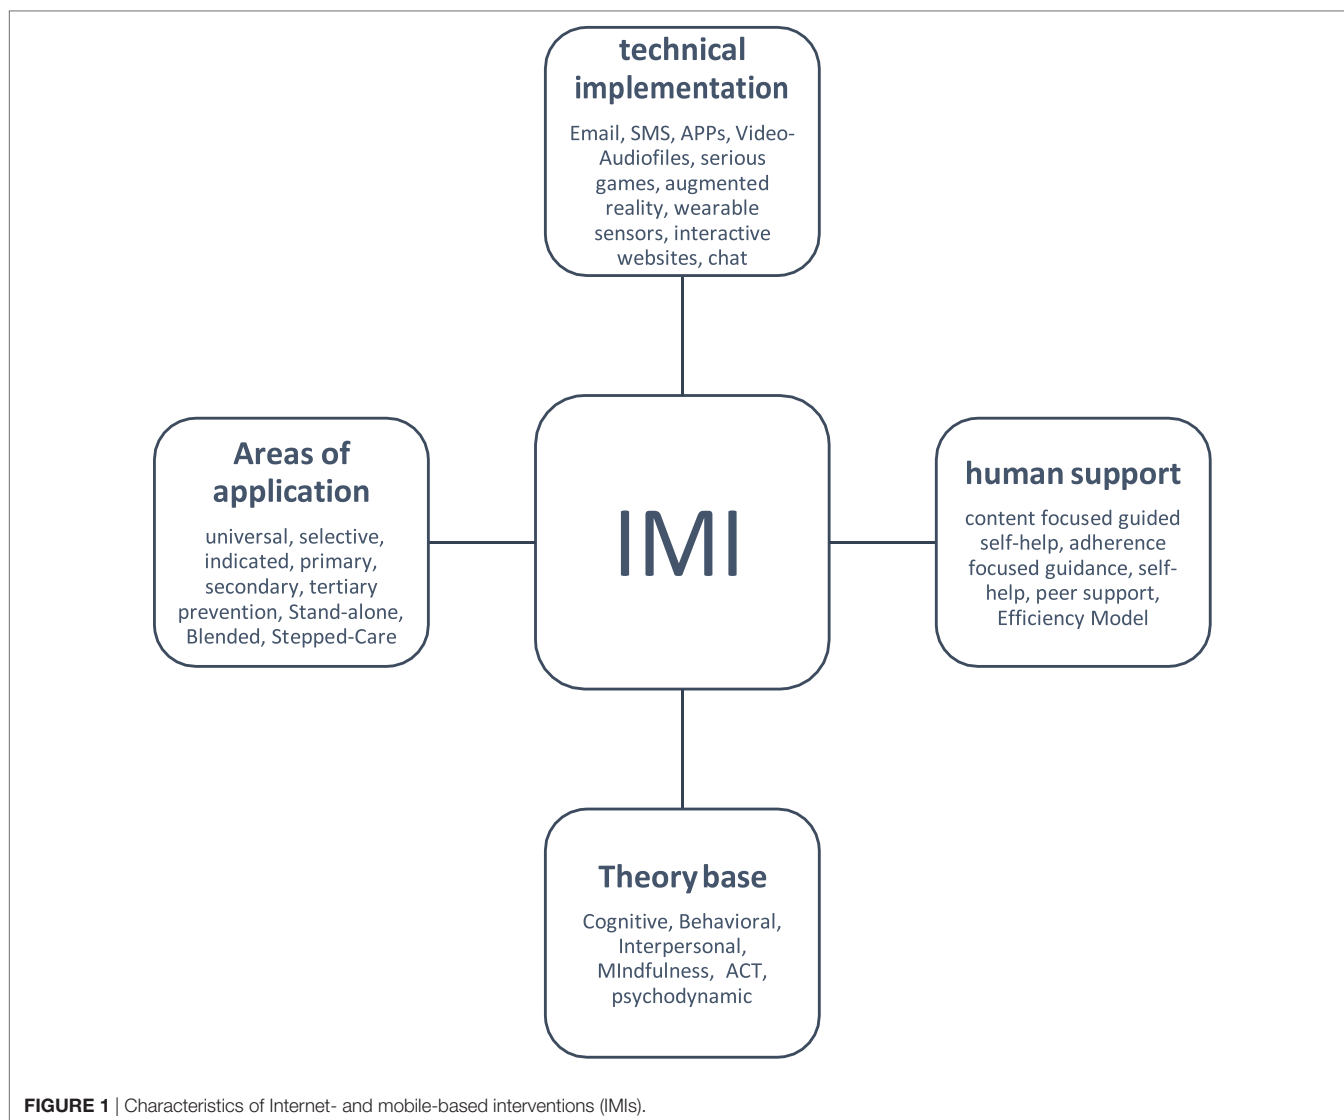 technical
implementation
Email, SMS, APPs, Video-
Audiofiles, serious
games, augmented
reality, wearable
sensors, interactive
websites, chat
Areas of
application
universal, selective,
indicated, primary,
secondary, tertiary
prevention, Stand-alone,
Blended, Stepped-Care
IMI
human support
content focused guided
self-help, adherence
focused guidance, self-
help, peer support,
Efficiency Model
Theory base
Cognitive, Behavioral,
Interpersonal,
MIndfulness, ACT,
psychodynamic
FIGURE 1 | Characteristics of Internet- and mobile-based interventions (IMIs).